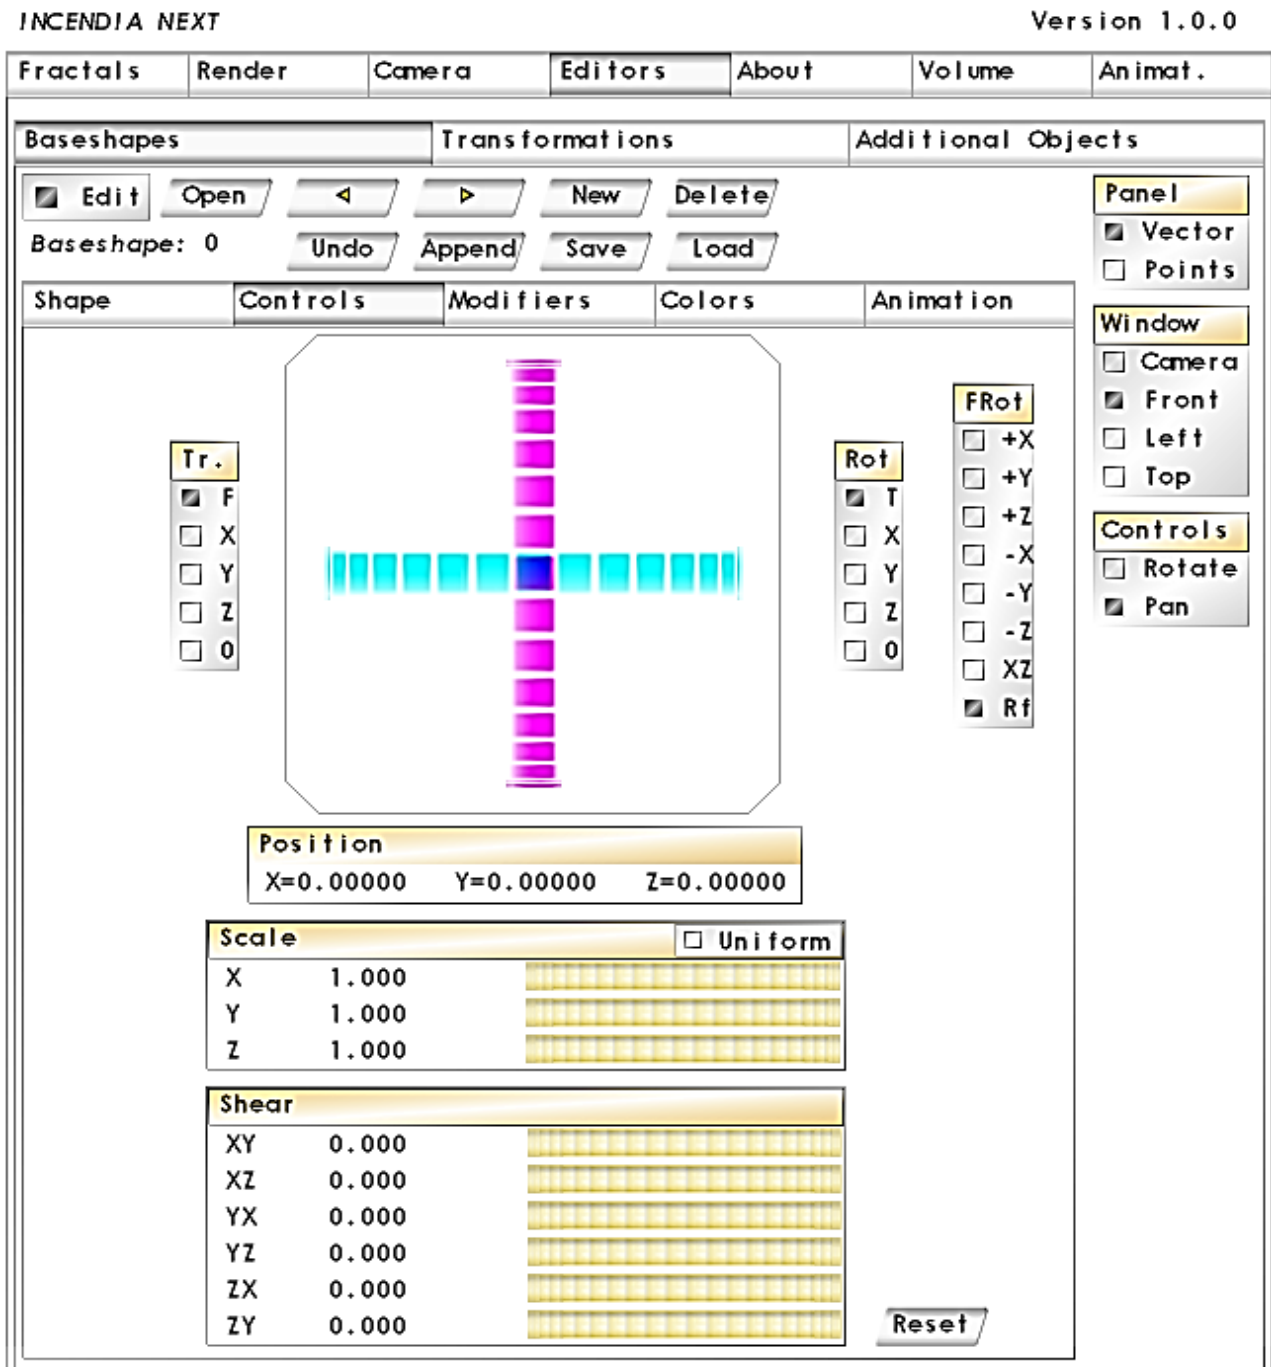 INCENDIA NEXT
Version 1.0.0
Fractals Render Camera Editors About Volume Animat.
Baseshapes Transformations Additional Objects
Edit Open New Delete
Baseshape: 0 Undo Append Save Load
Shape Controls Modifiers Colors Animation
Tr.
F
X
Y
Z
0
Rot
T
X
Y
Z
0
FRot
+X
+Y
+Z
-X
-Y
-Z
XZ
Rf
Panel
Vector
Points
Window
Camera
Front
Left
Top
Controls
Rotate
Pan
Position
X=0.00000 Y=0.00000 Z=0.00000
Scale Uniform
X 1.000
Y 1.000
Z 1.000
Shear
XY 0.000
XZ 0.000
YX 0.000
YZ 0.000
ZX 0.000
ZY 0.000
Reset